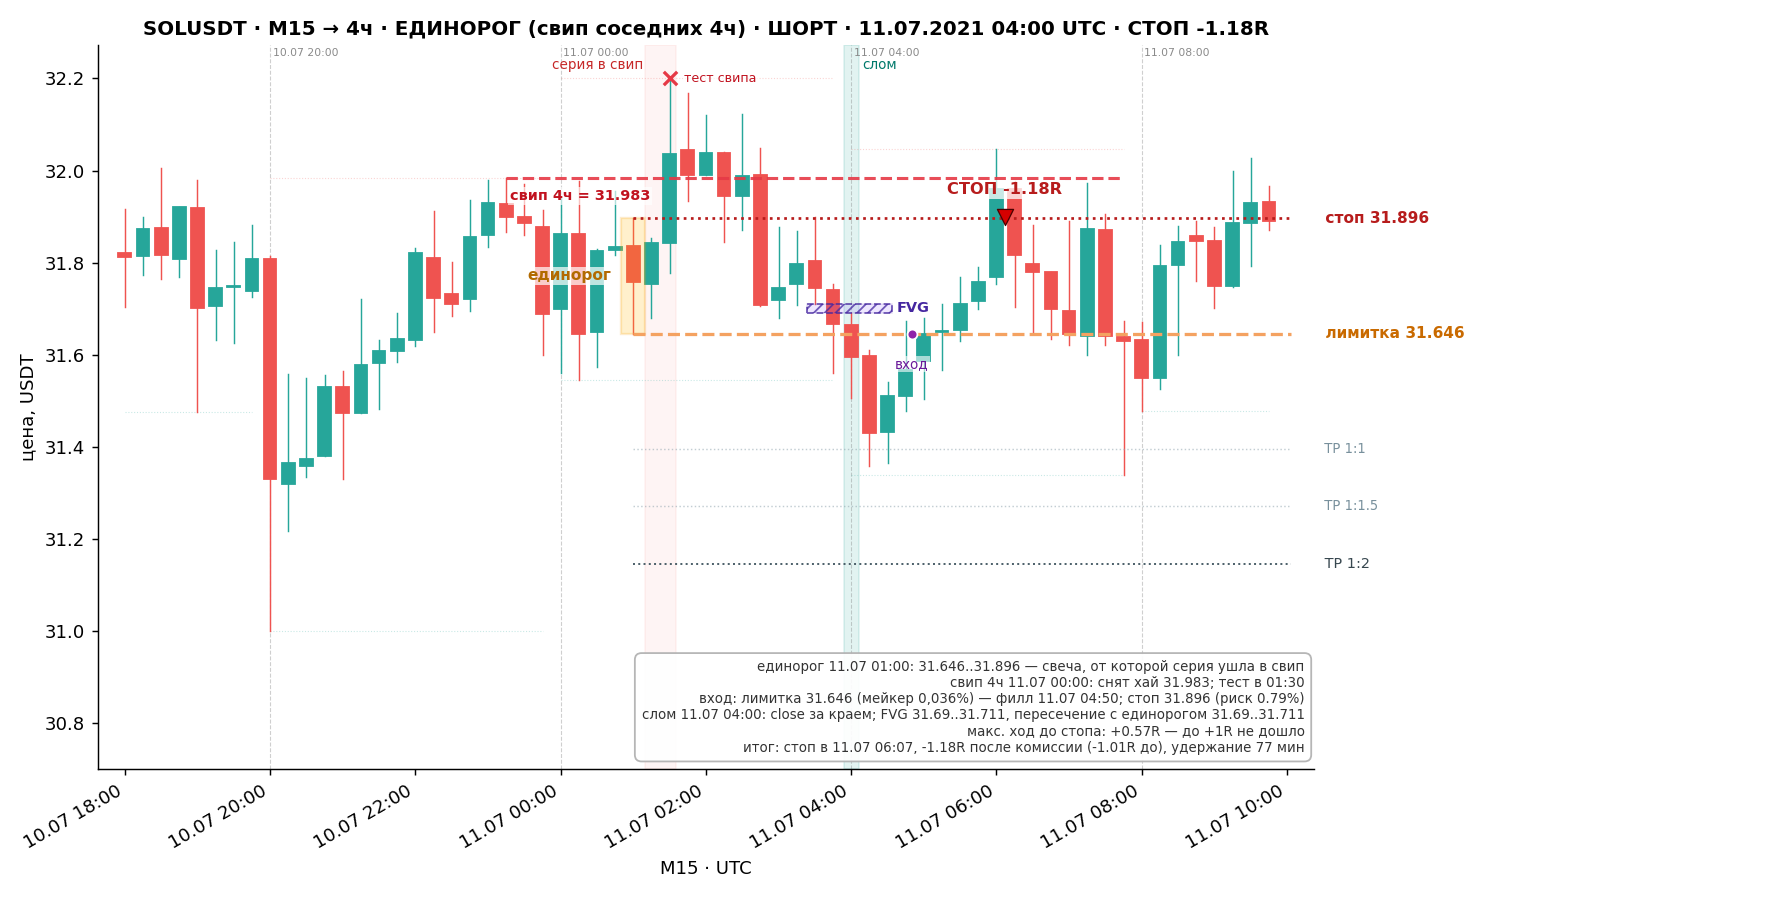 SOLUSDT · M15 → 4ч · ЕДИНОРОГ (свип соседних 4ч) · ШОРТ · 11.07.2021 04:00 UTC · СТОП -1.18R
10.07 20:00
11.07 00:00
11.07 04:00
11.07 08:00
серия в свип
слом
тест свипа
32.2
32.0
31.8
31.6
31.4
31.2
31.0
30.8
цена, USDT
свип 4ч = 31.983
СТОП -1.18R
стоп 31.896
единорог
FVG
лимитка 31.646
вход
TP 1:1
TP 1:1.5
TP 1:2
единорог 11.07 01:00: 31.646..31.896 — свеча, от которой серия ушла в свип
свип 4ч 11.07 00:00: снят хай 31.983; тест в 01:30
вход: лимитка 31.646 (мейкер 0,036%) — филл 11.07 04:50; стоп 31.896 (риск 0.79%)
слом 11.07 04:00: close за краем; FVG 31.69..31.711, пересечение с единорогом 31.69..31.711
макс. ход до стопа: +0.57R — до +1R не дошло
итог: стоп в 11.07 06:07, -1.18R после комиссии (-1.01R до), удержание 77 мин
10.07 18:00
10.07 20:00
10.07 22:00
11.07 00:00
11.07 02:00
11.07 04:00
11.07 06:00
11.07 08:00
11.07 10:00
M15 · UTC